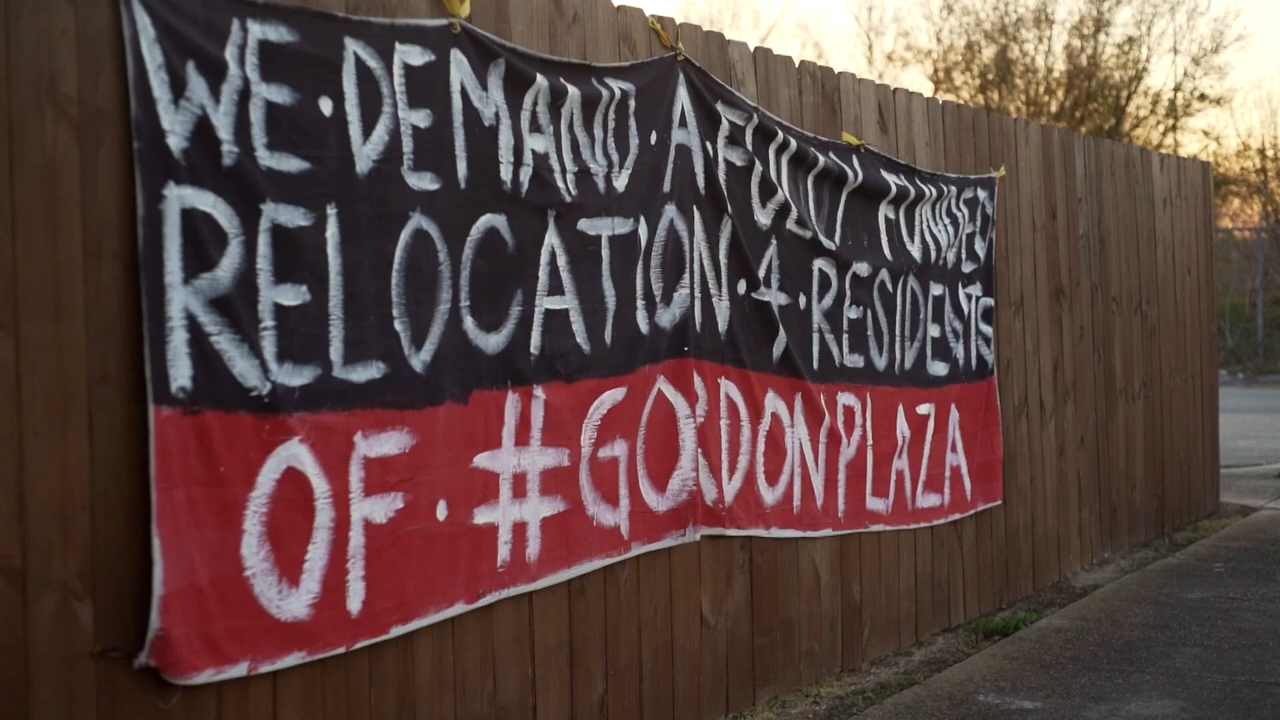 WE·DEMAND·A·FULLY FUNDED
RELOCATION·4·RESIDENTS
OF·#GORDONPLAZA